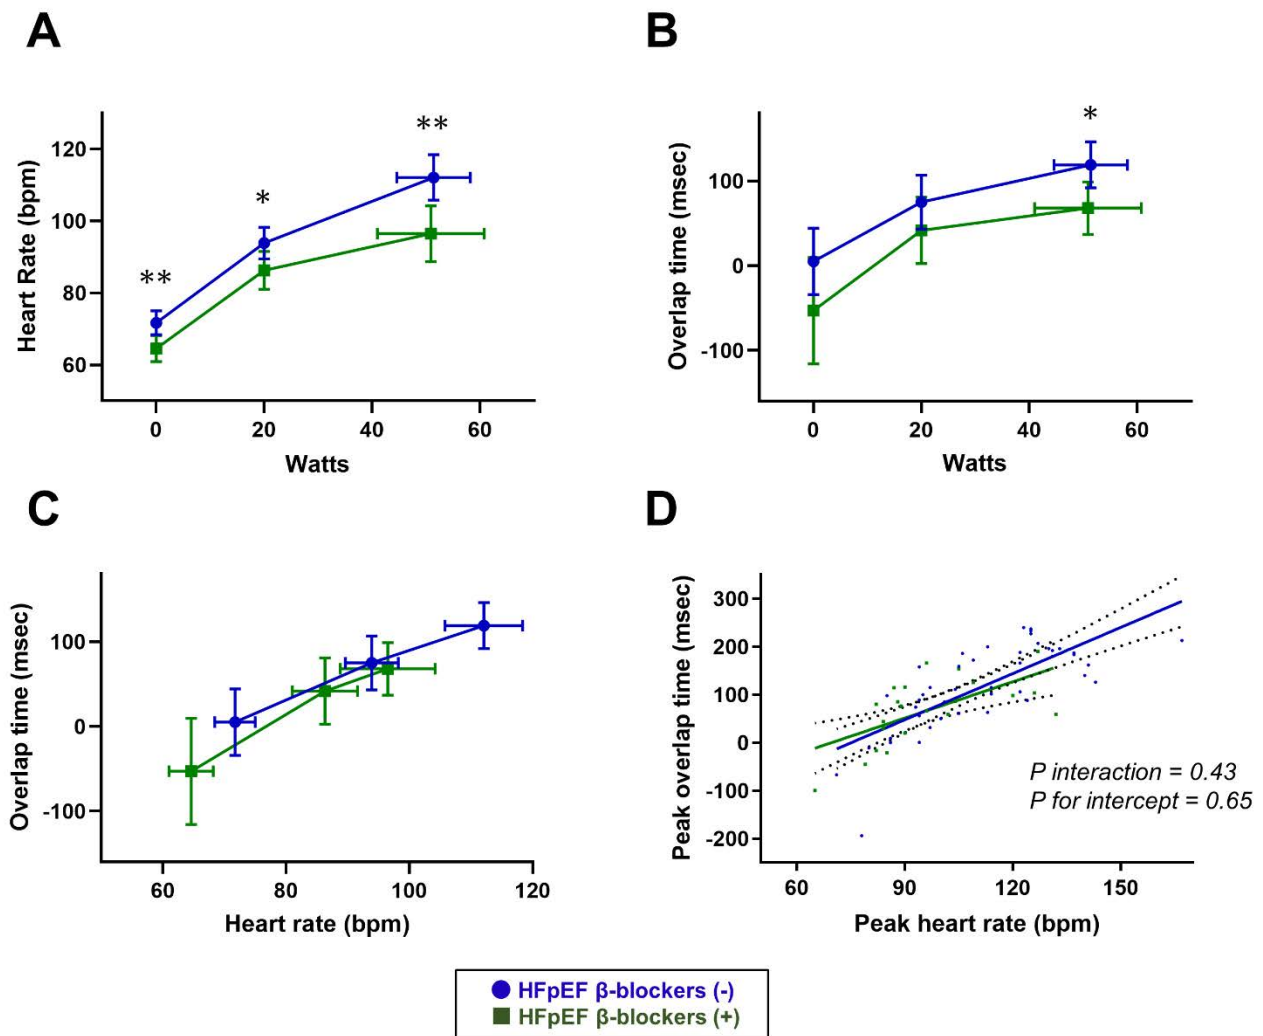 A
B
**
*
**
*
Heart Rate (bpm)
120
100
80
60
0
20
40
60
Watts
Overlap time (msec)
100
0
-100
0
20
40
60
Watts
C
D
Overlap time (msec)
100
0
-100
60
80
100
120
Heart rate (bpm)
Peak overlap time (msec)
300
200
100
0
-100
-200
P interaction = 0.43
P for intercept = 0.65
60
90
120
150
Peak heart rate (bpm)
HFpEF β-blockers (-)
HFpEF β-blockers (+)